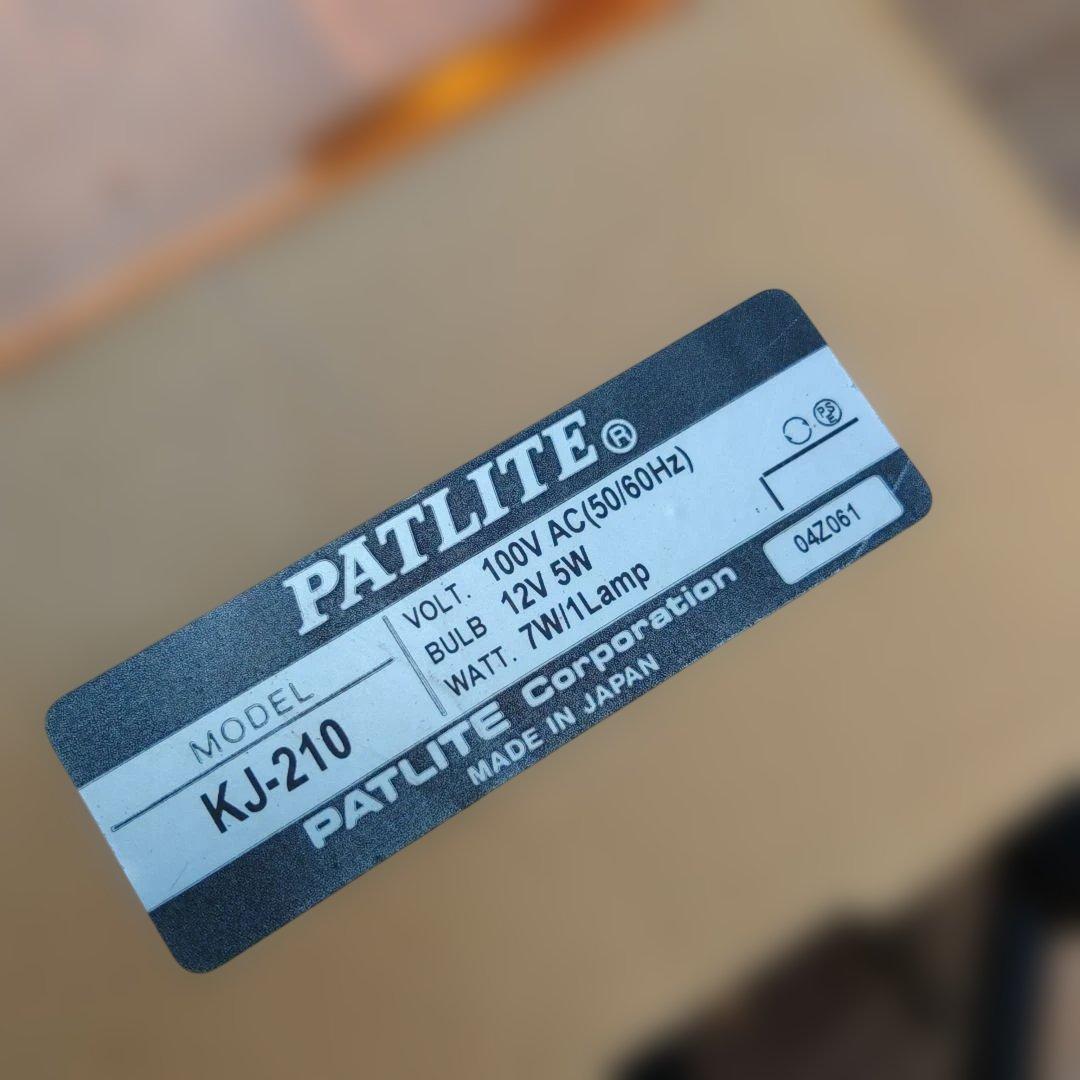 PATLITE®
MODEL
KJ-210
VOLT. 100V AC(50/60Hz)
BULB 12V 5W
WATT. 7W/1Lamp
PSE
04Z061
PATLITE Corporation
MADE IN JAPAN